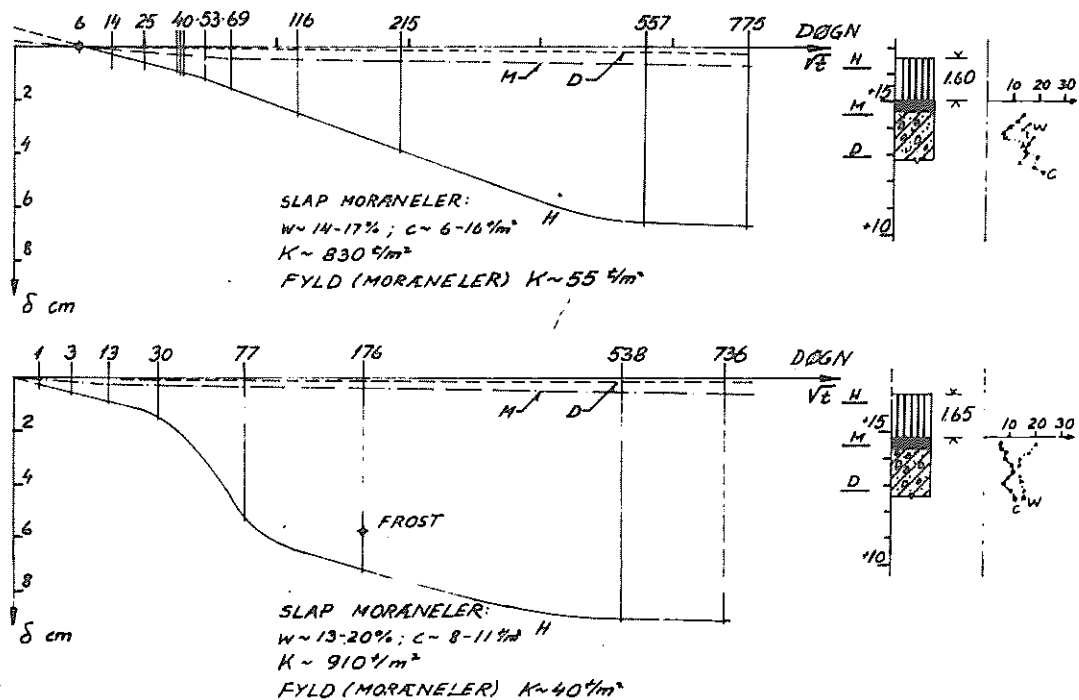 6 14 25 40 53 69 116 215 557 775 DØGN
√t
M D
2
4
6
8
δ cm
H
SLAP MORÆNELER:
W~ 14-17% ; C~ 6-16 t/m²
K~ 830 t/m²
FYLD (MORÆNELER) K~55 t/m²
H
+15
M
D
+10
1.60
10 20 30
W
C
1 3 13 30 77 176 538 736 DØGN
√t
M D
2
4
6
8
δ cm
FROST
H
SLAP MORÆNELER:
W~ 13-20% ; C~ 8-11 t/m²
K~ 910 t/m²
FYLD (MORÆNELER) K~40 t/m²
H
+15
M
D
+10
1.65
10 20 30
C W